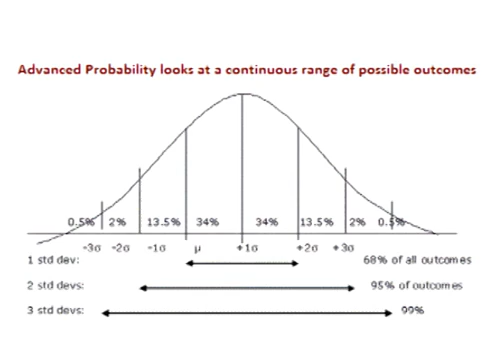 Advanced Probability looks at a continuous range of possible outcomes
0.5% 2% 13.5% 34% 34% 13.5% 2% 0.5%
-3σ -2σ -1σ μ +1σ +2σ +3σ
1 std dev: 68% of all outcomes
2 std devs: 95% of outcomes
3 std devs: 99%